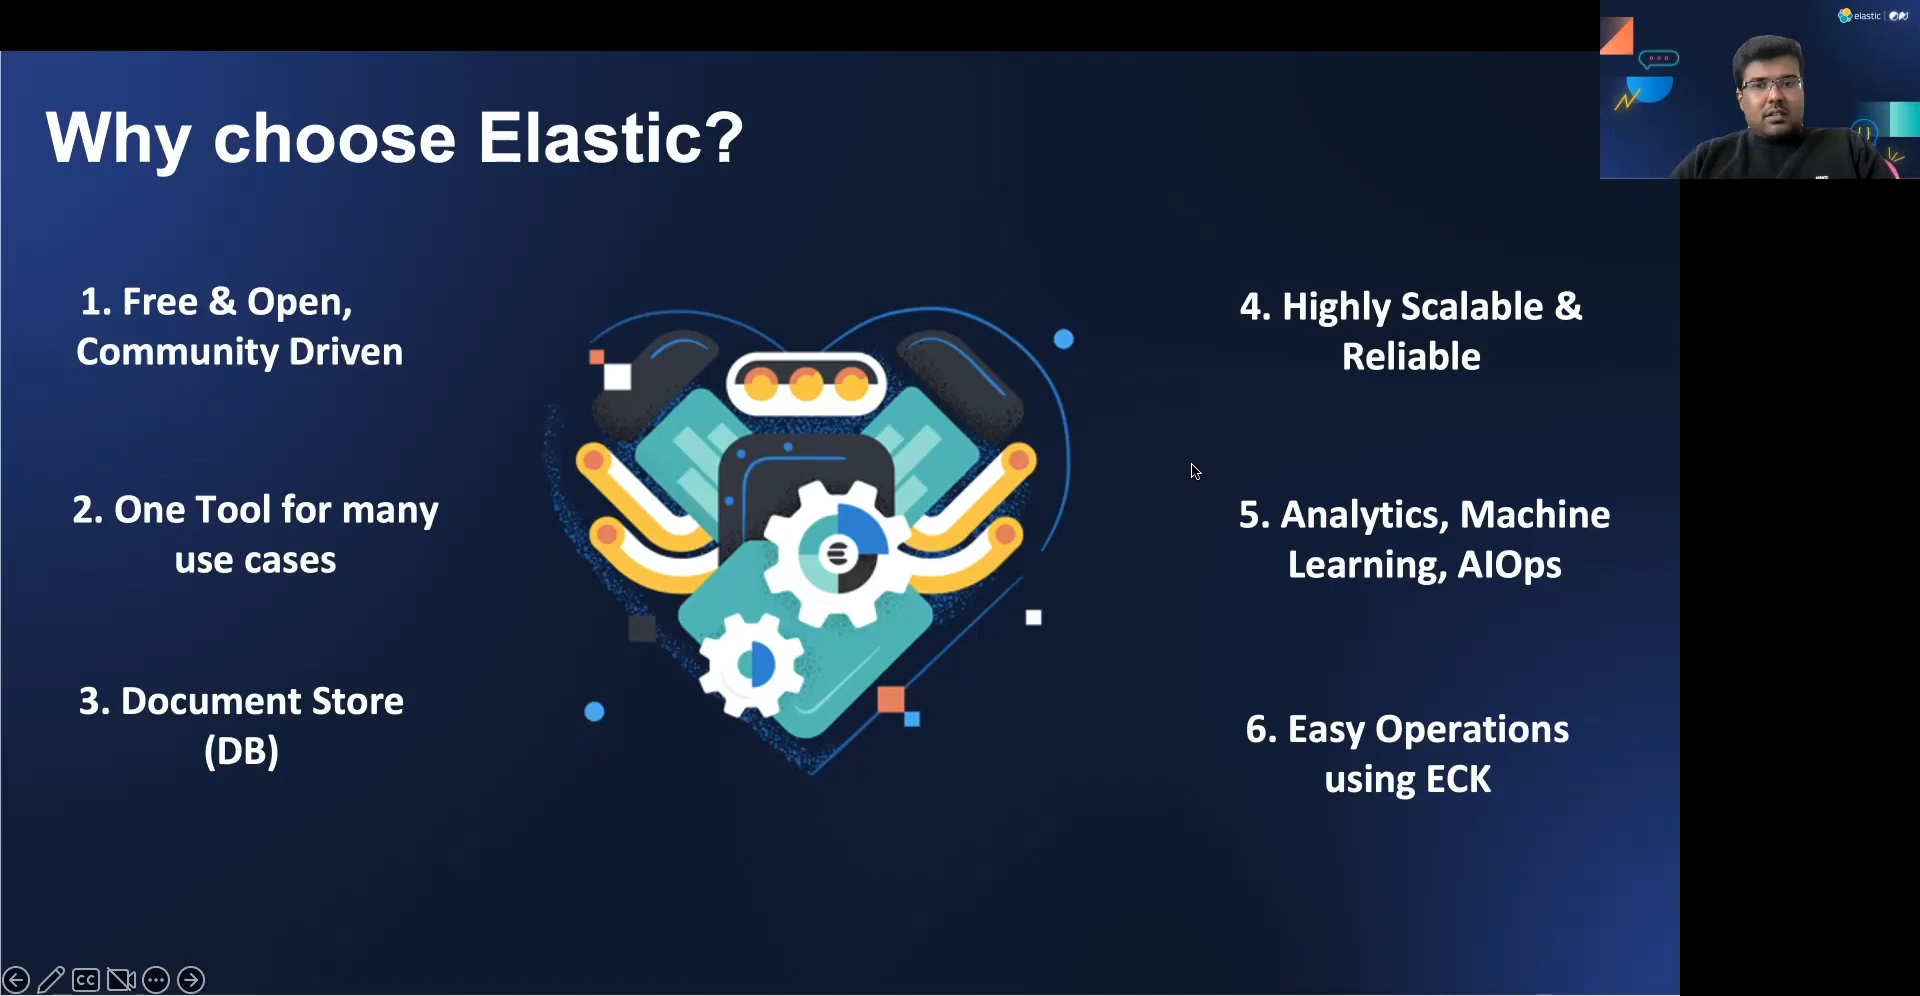 Why choose Elastic?
1. Free & Open,
Community Driven
2. One Tool for many
use cases
3. Document Store
(DB)
4. Highly Scalable &
Reliable
5. Analytics, Machine
Learning, AIOps
6. Easy Operations
using ECK
elastic
CC